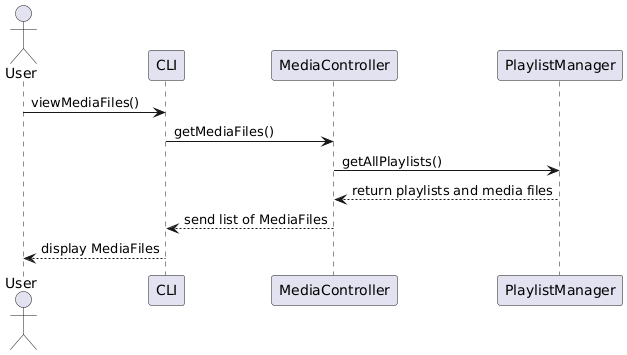 User
CLI
MediaController
PlaylistManager
viewMediaFiles()
getMediaFiles()
getAllPlaylists()
return playlists and media files
send list of MediaFiles
display MediaFiles
User
CLI
MediaController
PlaylistManager